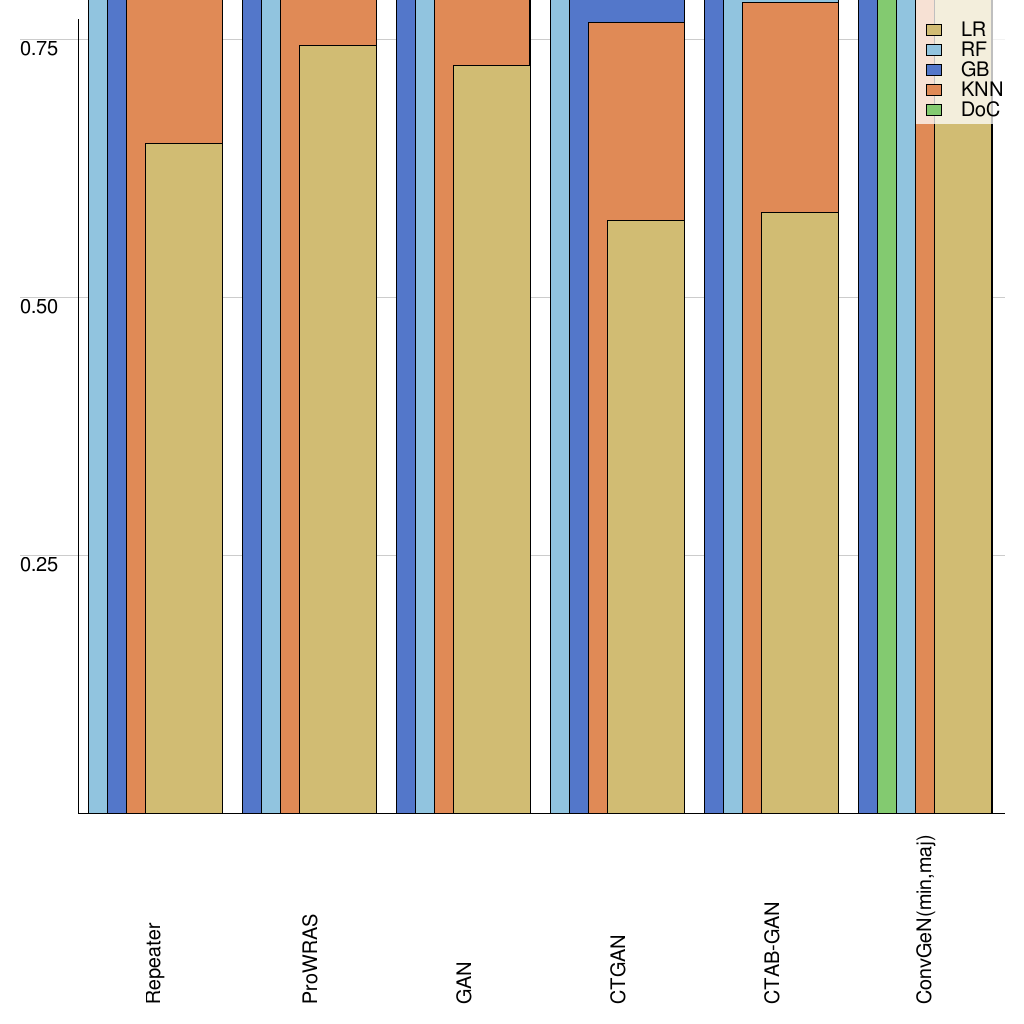 0.75
0.50
0.25
LR
RF
GB
KNN
DoC
Repeater
ProWRAS
GAN
CTGAN
CTAB-GAN
ConvGeN(min,maj)